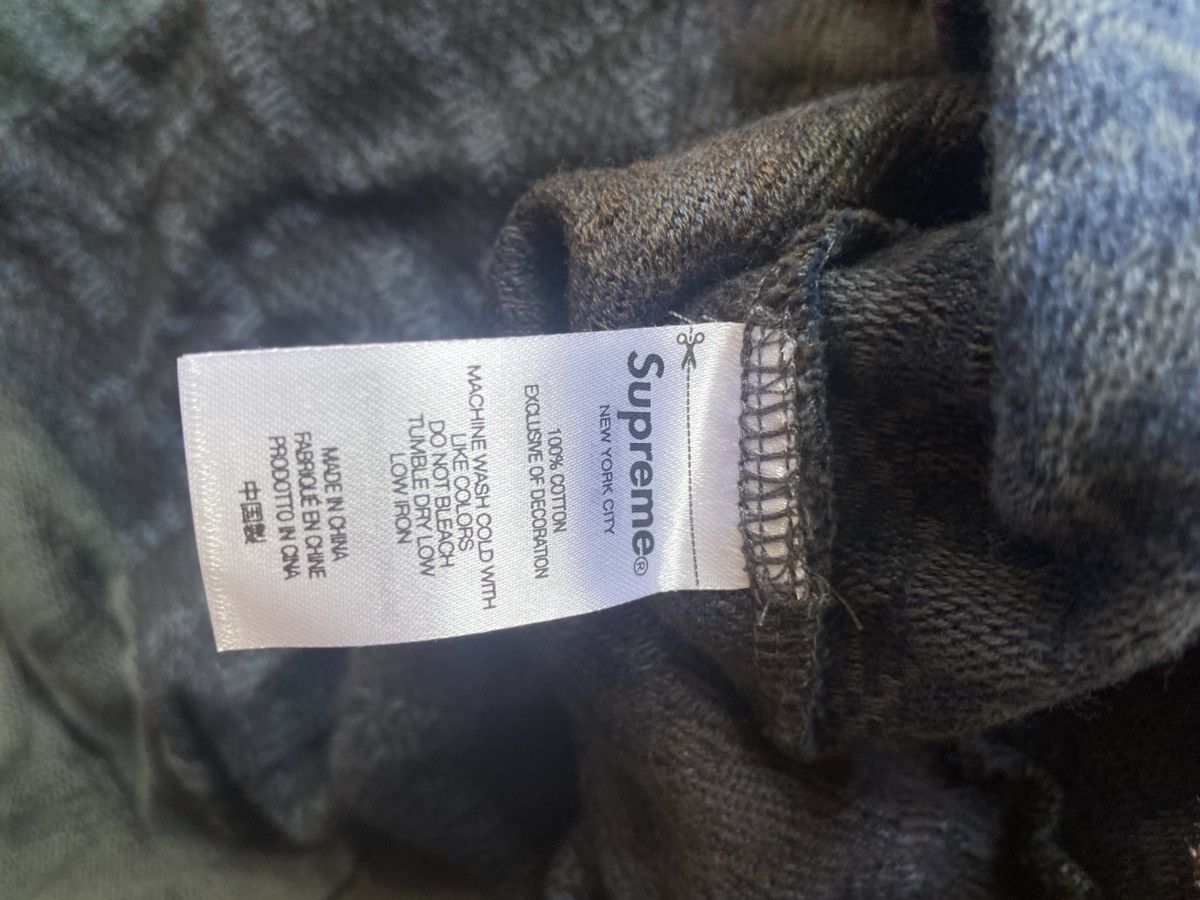 Supreme®
NEW YORK CITY
100% COTTON
EXCLUSIVE OF DECORATION
MACHINE WASH COLD WITH
LIKE COLORS
DO NOT BLEACH
TUMBLE DRY LOW
LOW IRON
MADE IN CHINA
FABRIQUÉ EN CHINE
PRODOTTO IN CINA
中国製